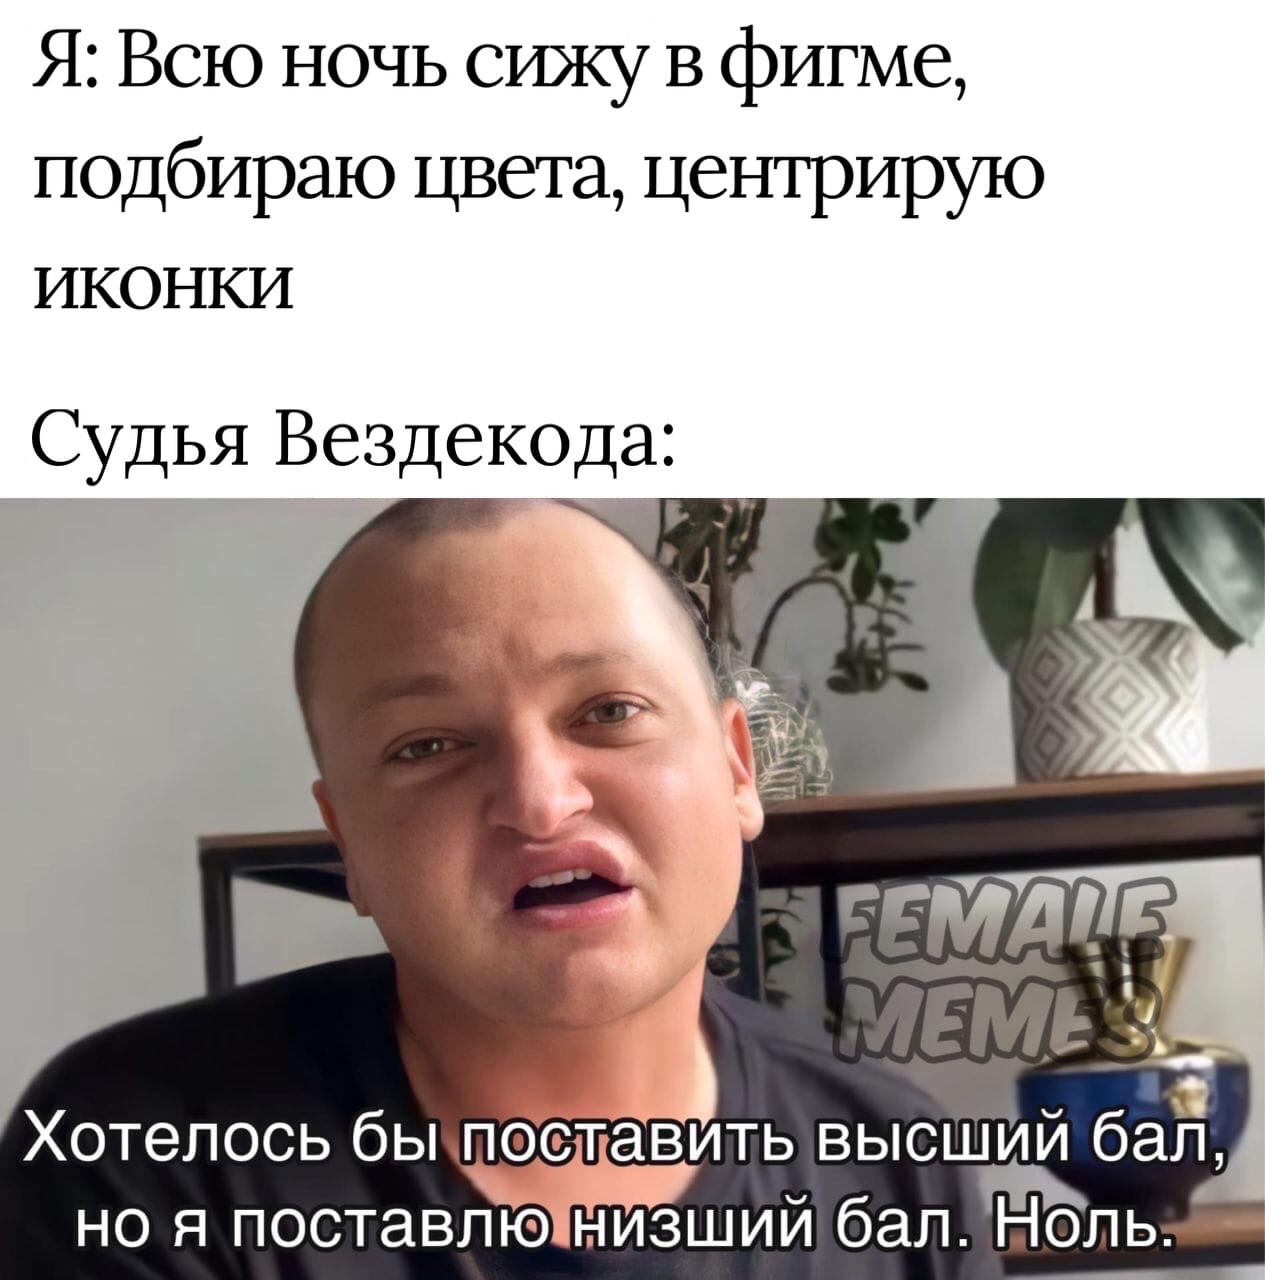 Я: Всю ночь сижу в фигме,
подбираю цвета, центрирую
иконки
Судья Вездекода:
FEMALE
MEMES
Хотелось бы поставить высший бал,
но я поставлю низший бал. Ноль.